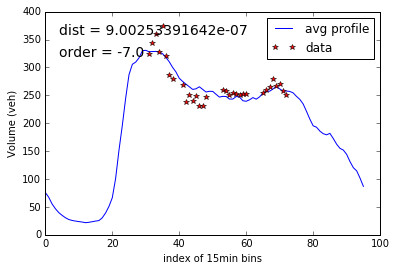 400
350
300
250
200
150
100
50
0
Volume (veh)
dist = 9.00253391642e-07
order = -7.0
avg profile
data
0 20 40 60 80 100
index of 15min bins